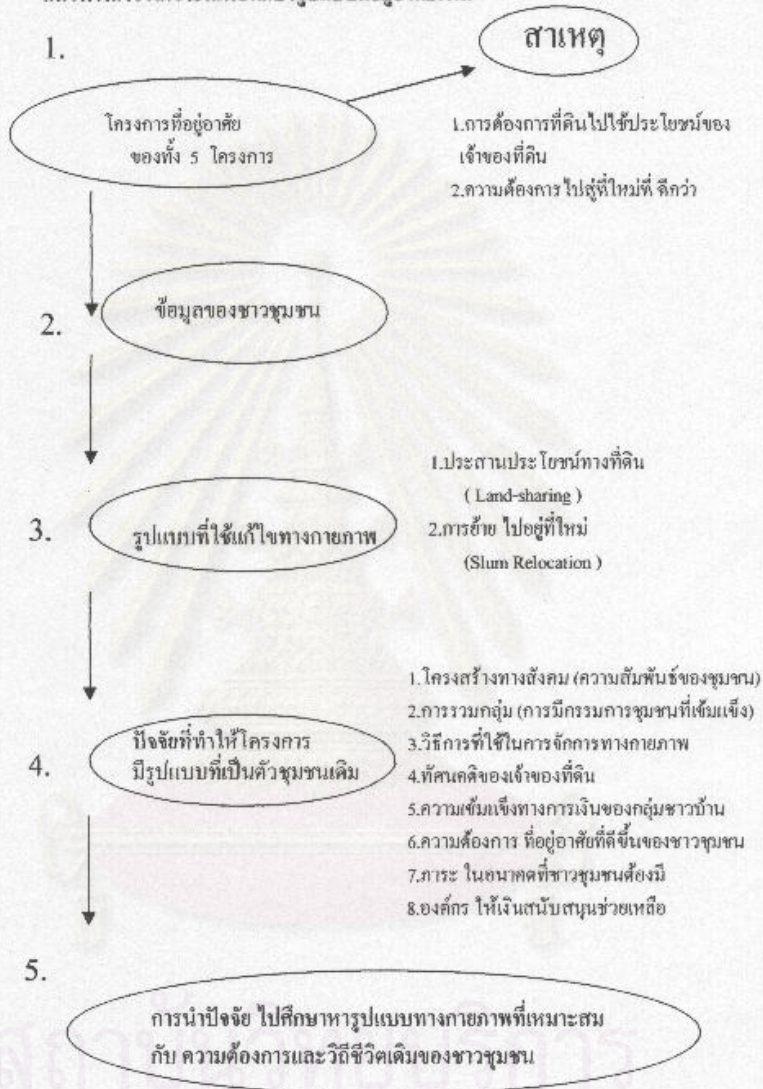 1.
สาเหตุ
โครงการที่อยู่อาศัย
ของทั้ง 5 โครงการ
1.การต้องการที่ดินไปใช้ประโยชน์ของ
เจ้าของที่ดิน
2.ความต้องการ ไปสู่ที่ใหม่ที่ ดีกว่า
2.
ข้อมูลของชาวชุมชน
1.ประสานประโยชน์ทางที่ดิน
( Land-sharing )
2.การย้าย ไปอยู่ที่ใหม่
(Slum Relocation )
3.
รูปแบบที่ใช้แก้ไขทางกายภาพ
1.โครงสร้างทางสังคม (ความสัมพันธ์ของชุมชน)
2.การรวมกลุ่ม (การมีกรรมการชุมชนที่เข้มแข็ง)
3.วิธีการที่ใช้ในการจัดการทางกายภาพ
4.ทัศนคติของเจ้าของที่ดิน
5.ความเข้มแข็งทางการเงินของกลุ่มชาวบ้าน
6.ความต้องการ ที่อยู่อาศัยที่ดีขึ้นของชาวชุมชน
7.ภาระ ในอนาคตที่ชาวชุมชนต้องมี
8.องค์กร ให้เงินสนับสนุนช่วยเหลือ
4.
ปัจจัยที่ทำให้โครงการ
มีรูปแบบที่เป็นตัวชุมชนเดิม
5.
การนำปัจจัย ไปศึกษาหารูปแบบทางกายภาพที่เหมาะสม
กับ ความต้องการและวิถีชีวิตเดิมของชาวชุมชน
สถาบันวิทยบริการ